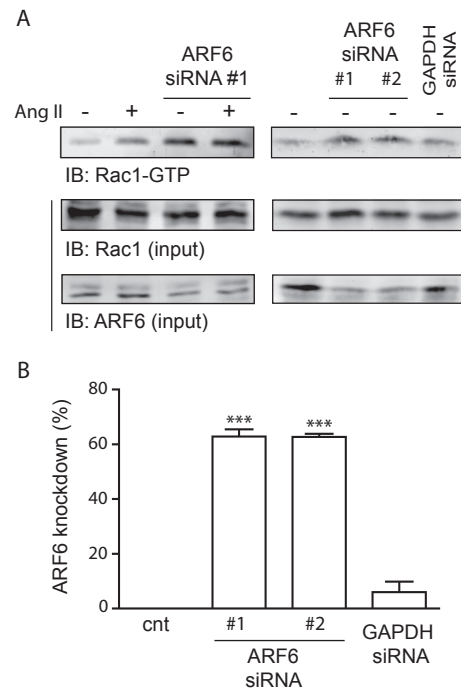 A
ARF6
siRNA #1
ARF6
siRNA
#1 #2
GAPDH
siRNA
Ang II - + - + - - - -
IB: Rac1-GTP
IB: Rac1 (input)
IB: ARF6 (input)
B
ARF6 knockdown (%)
80
60
40
20
0
*** ***
cnt #1 #2 GAPDH
siRNA
ARF6
siRNA